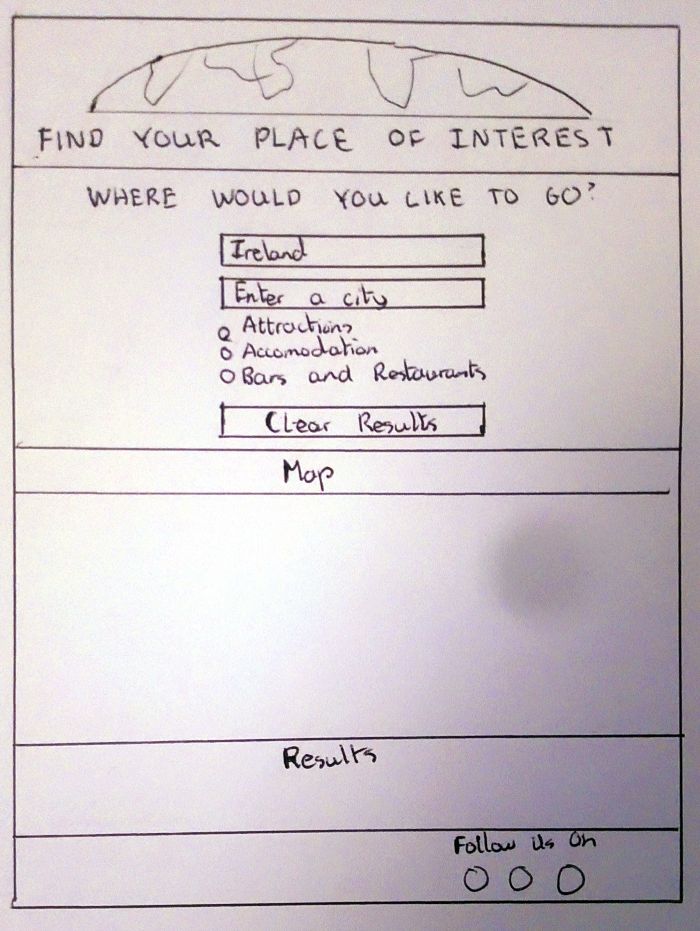 FIND YOUR PLACE OF INTEREST
WHERE WOULD YOU LIKE TO GO?
Ireland
Enter a city
Attractions
Accomodation
Bars and Restaurants
Clear Results
Map
Results
Follow Us On